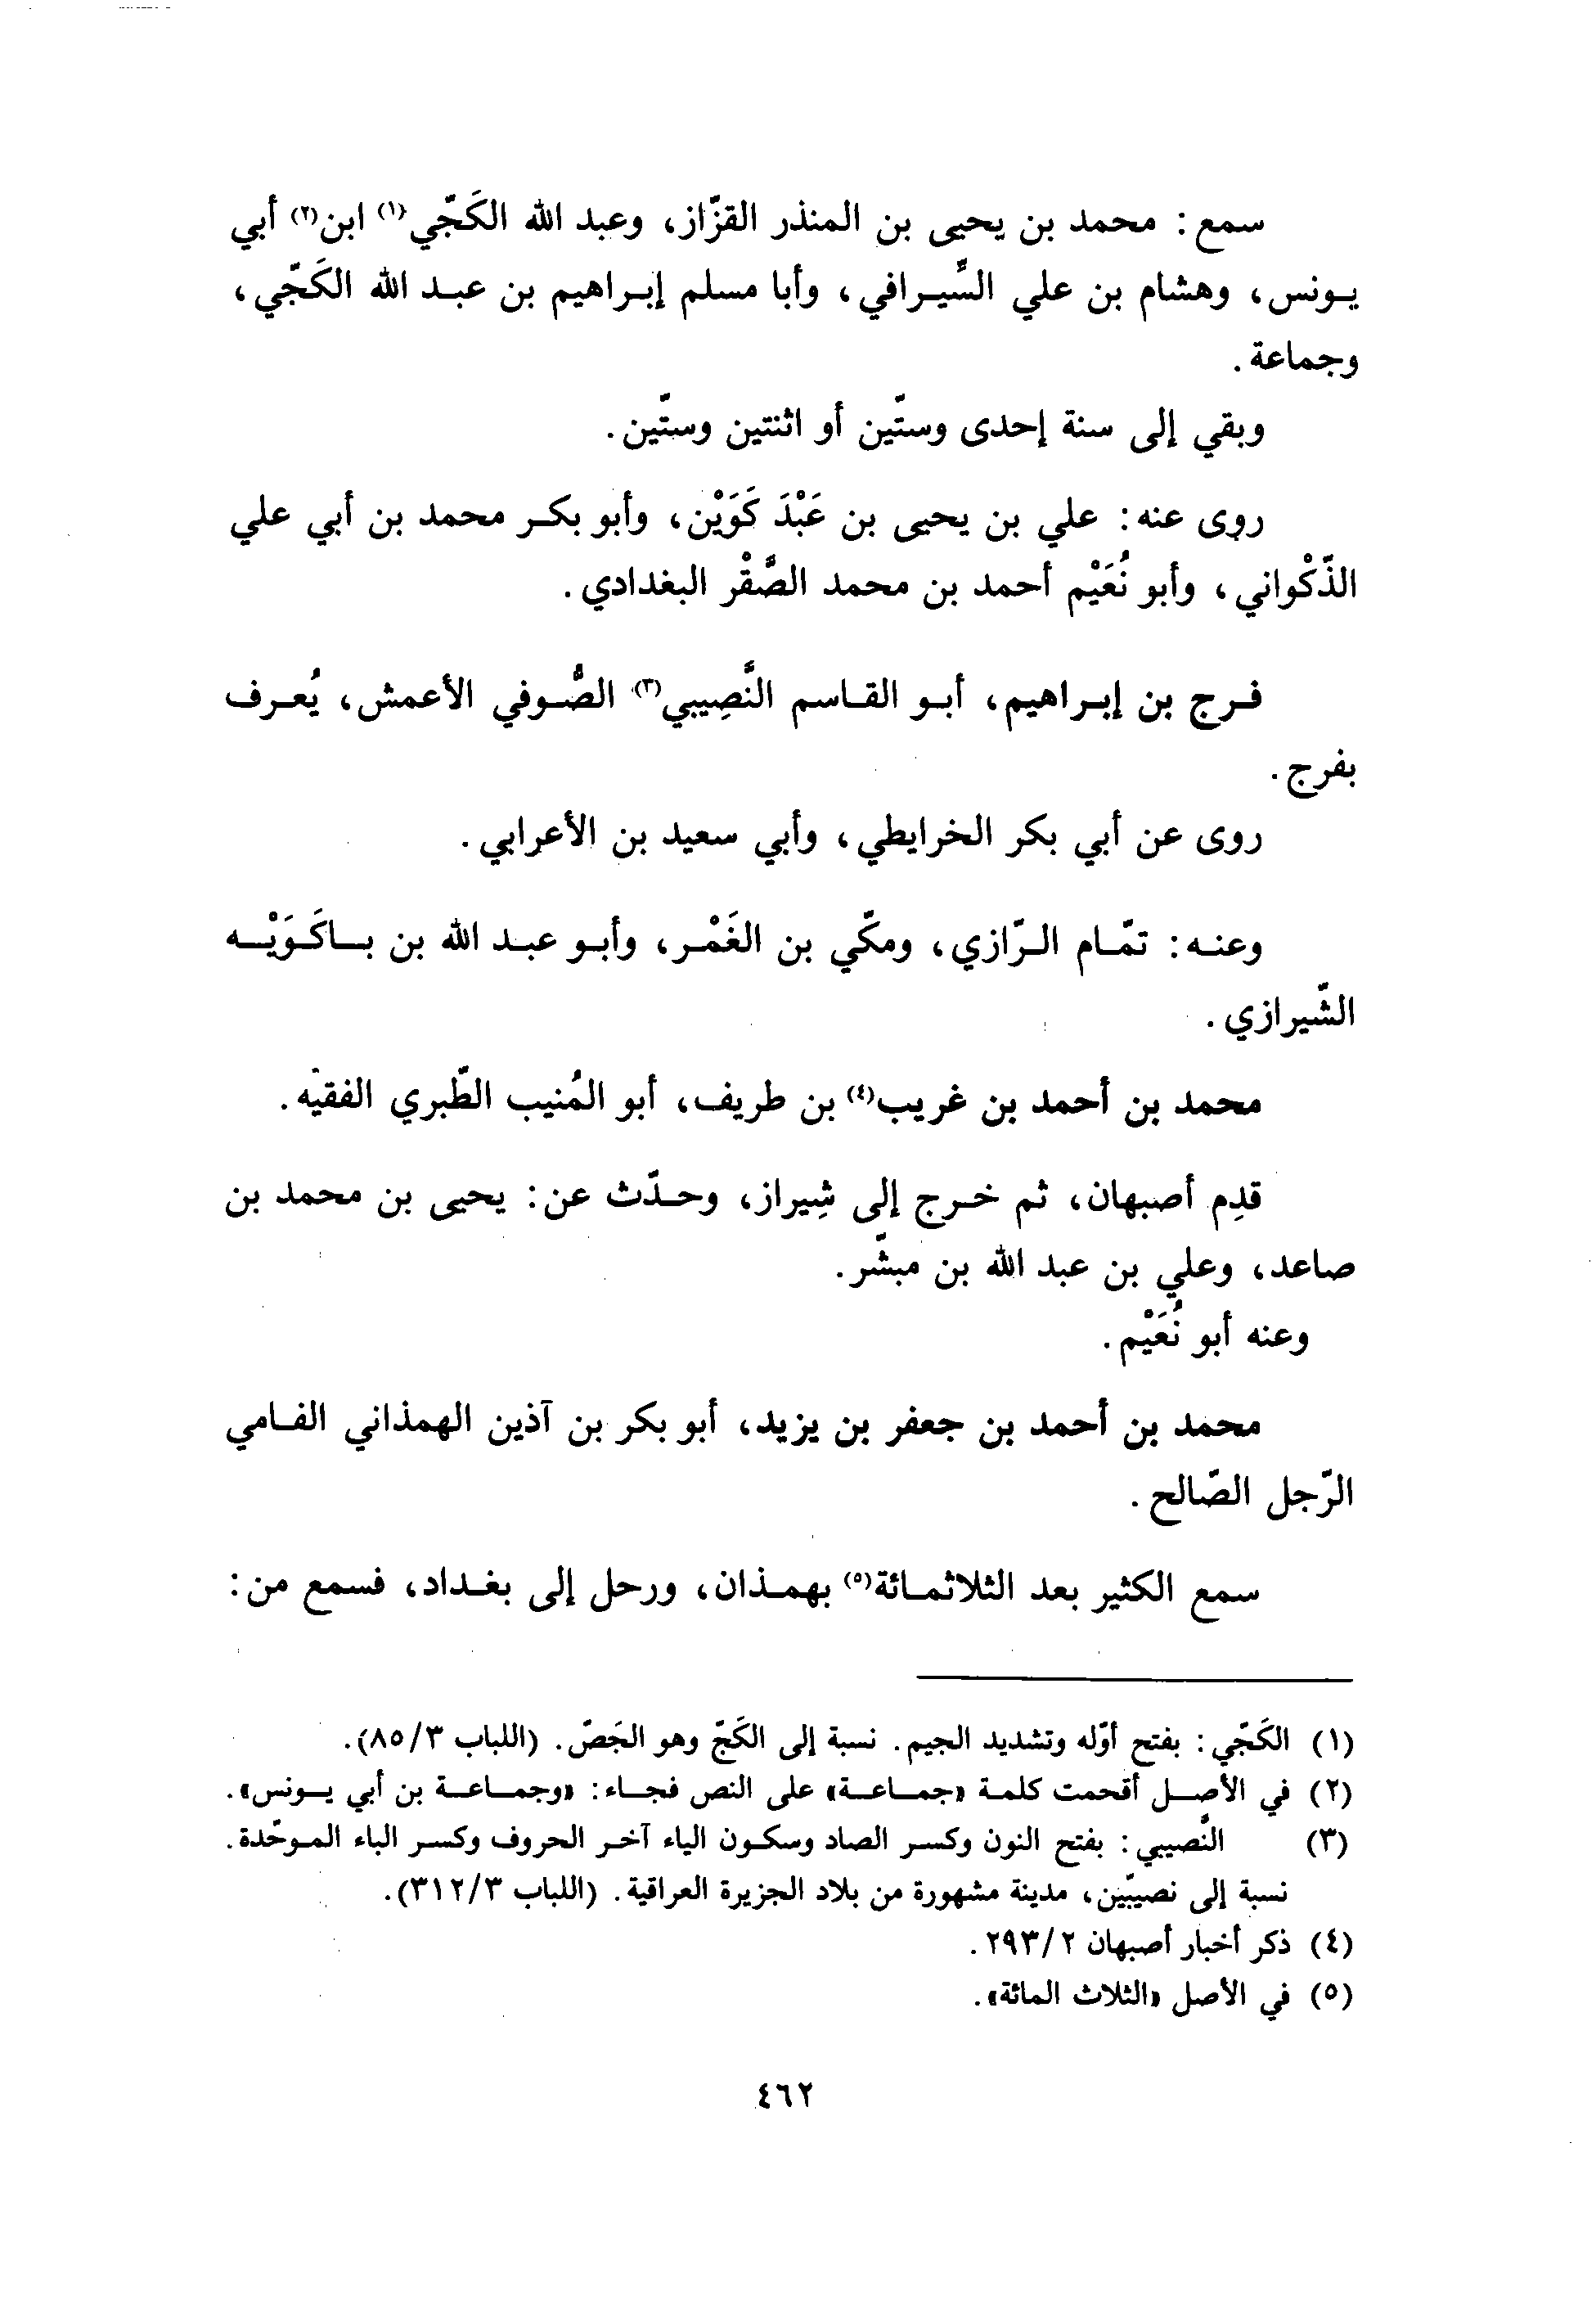 سمع : محمد بن يحيى بن المنذر القزّاز، وعبد الله الكَجّي(١) ابن(٢) أبي
يونس، وهشام بن علي السِّيرافي، وأبا مسلم إبراهيم بن عبد الله الكَجّي،
وجماعة .
وبقي إلى سنة إحدى وستّين أو اثنتين وستّين .
روى عنه : علي بن يحيى بن عَبْدَ كَوَيْن، وأبو بكر محمد بن أبي علي
الذّكْواني، وأبو نُعَيْم أحمد بن محمد الصَّقْر البغدادي .
فرج بن إبراهيم، أبو القاسم النَّصِيبي(٣) الصُّوفي الأعمش، يُعرف
بفرج .
روى عن أبي بكر الخرايطي، وأبي سعيد بن الأعرابي .
وعنه : تمّام الرّازي، ومكّي بن الغَمْر، وأبو عبد الله بن باكَوَيْه
الشّيرازي .
محمد بن أحمد بن غريب(٤) بن طريف، أبو المُنيب الطّبري الفقيه .
قدِم أصبهان، ثم خرج إلى شِيراز، وحدّث عن : يحيى بن محمد بن
صاعد، وعلي بن عبد الله بن مبشّر .
وعنه أبو نُعَيْم .
محمد بن أحمد بن جعفر بن يزيد، أبو بكر بن آذين الهمذاني الفامي
الرّجل الصّالح .
سمع الكثير بعد الثلاثمائة(٥) بهمذان، ورحل إلى بغداد، فسمع من :
(١) الكَجّي : بفتح أوّله وتشديد الجيم . نسبة إلى الكَجّ وهو الجَصّ . (اللباب ٨٥/٣).
(٢) في الأصل أقحمت كلمة «جماعة» على النص فجاء : «وجماعة بن أبي يونس» .
(٣) النَّصيبي : بفتح النون وكسر الصاد وسكون الياء آخر الحروف وكسر الباء الموحّدة .
نسبة إلى نصيبّين، مدينة مشهورة من بلاد الجزيرة العراقية . (اللباب ٣١٢/٣).
(٤) ذكر أخبار أصبهان ٢٩٣/٢ .
(٥) في الأصل «الثلاث المائة» .
٤٦٢